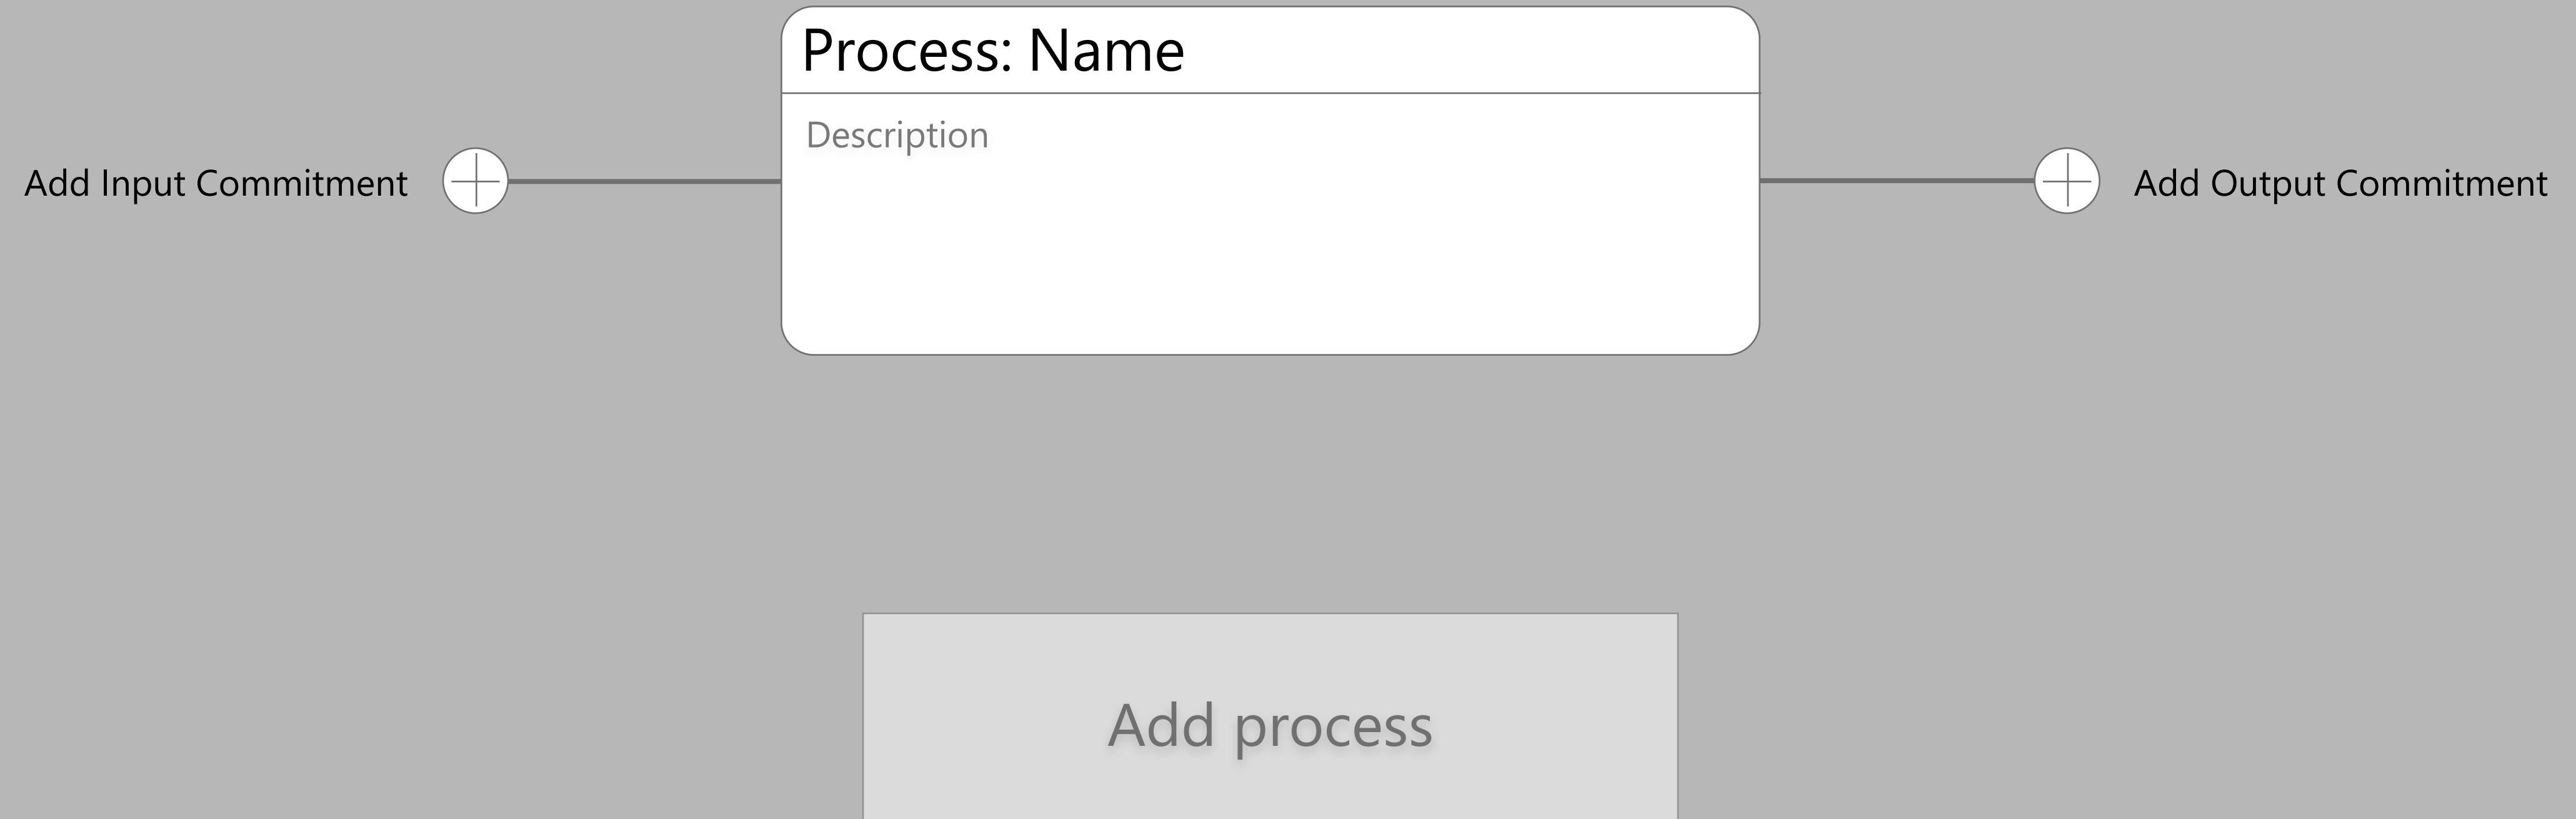 Process: Name
Description
Add Input Commitment
Add Output Commitment
Add process